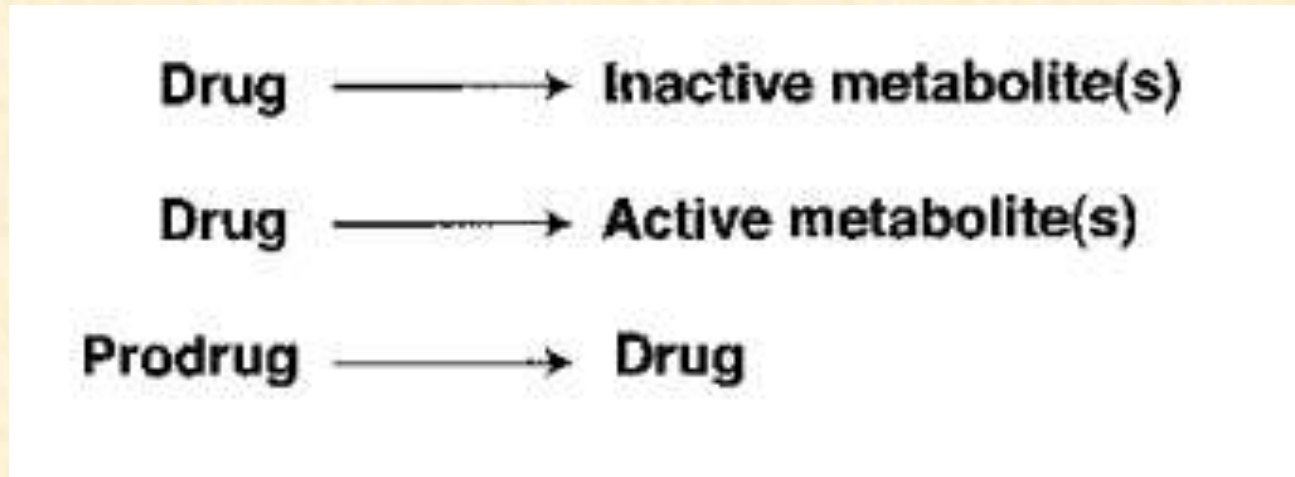 Drug → Inactive metabolite(s)
Drug → Active metabolite(s)
Prodrug → Drug